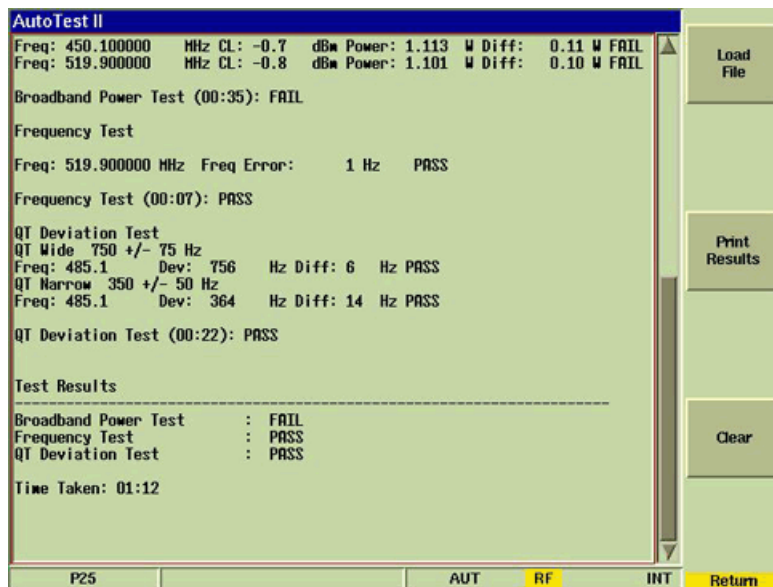 AutoTest II
Freq: 450.100000 MHz CL: -0.7 dBm Power: 1.113 W Diff: 0.11 W FAIL
Freq: 519.900000 MHz CL: -0.8 dBm Power: 1.101 W Diff: 0.10 W FAIL
Broadband Power Test (00:35): FAIL
Frequency Test
Freq: 519.900000 MHz Freq Error: 1 Hz PASS
Frequency Test (00:07): PASS
QT Deviation Test
QT Wide 750 +/- 75 Hz
Freq: 485.1 Dev: 756 Hz Diff: 6 Hz PASS
QT Narrow 350 +/- 50 Hz
Freq: 485.1 Dev: 364 Hz Diff: 14 Hz PASS
QT Deviation Test (00:22): PASS
Test Results
--------------------------------------------------------------------------
Broadband Power Test : FAIL
Frequency Test : PASS
QT Deviation Test : PASS
Time Taken: 01:12
Load
File
Print
Results
Clear
P25 AUT RF INT Return